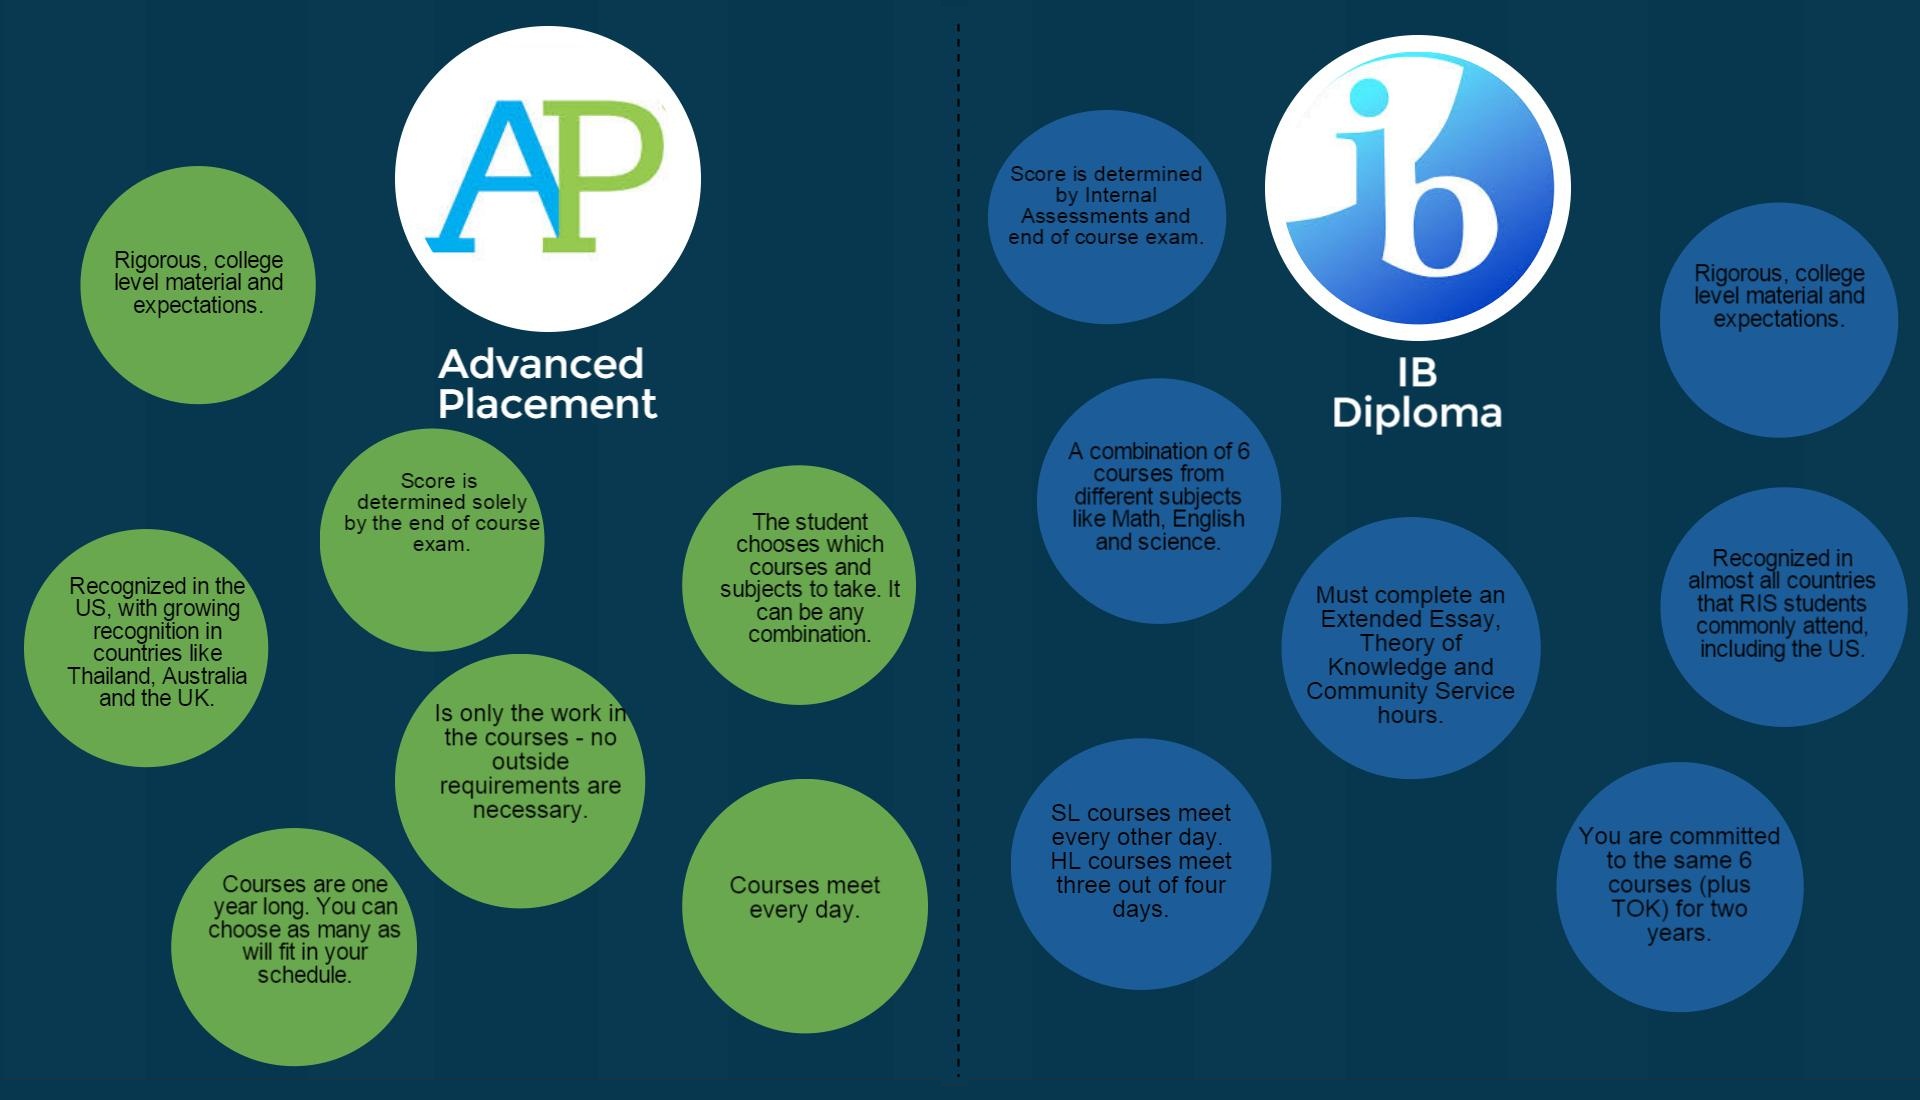 AP
Advanced
Placement
Rigorous, college
level material and
expectations.
Score is
determined solely
by the end of course
exam.
The student
chooses which
courses and
subjects to take. It
can be any
combination.
Recognized in the
US, with growing
recognition in
countries like
Thailand, Australia
and the UK.
Is only the work in
the courses - no
outside
requirements are
necessary.
Courses are one
year long. You can
choose as many as
will fit in your
schedule.
Courses meet
every day.
ib
IB
Diploma
Score is determined
by Internal
Assessments and
end of course exam.
Rigorous, college
level material and
expectations.
A combination of 6
courses from
different subjects
like Math, English
and science.
Must complete an
Extended Essay,
Theory of
Knowledge and
Community Service
hours.
Recognized in
almost all countries
that RIS students
commonly attend,
including the US.
SL courses meet
every other day.
HL courses meet
three out of four
days.
You are committed
to the same 6
courses (plus
TOK) for two
years.